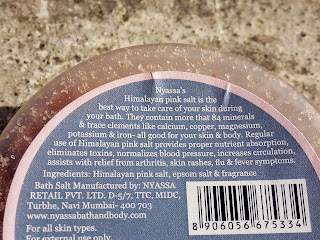 Nyassa's
Himalayan pink salt is the
best way to take care of your skin during
your bath. They contain more that 84 minerals
& trace elements like calcium, copper, magnesium,
potassium & iron- all good for your skin & body. Regular
use of Himalayan pink salt provides proper nutrient absorption,
eliminates toxins, normalizes blood pressure, increases circulation,
assists with relief from arthritis, skin rashes, flu & fever symptoms.
Ingredients: Himalayan pink salt, epsom salt & fragrance
Bath Salt Manufactured by: NYASSA
RETAIL PVT. LTD. D-5/7, TTC, MIDC,
Turbhe, Navi Mumbai- 400 703
www.nyassabathandbody.com
For all skin types.
For external use only
8 906056 675334